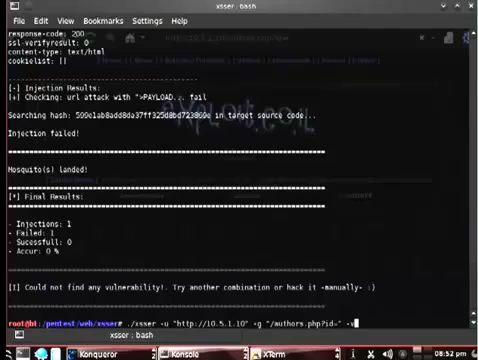 xsser : bash
File Edit View Bookmarks Settings Help
response-code: 200
ssl-verifyresult: 0
content-type: text/html
cookielist: []
[-] Injection Results:
[+] Checking: url attack with ">PAYLOAD... fail
Searching hash: in target source code...
Injection failed!
Mosquito(s) landed!
[*] Final Results:
- Injections: 1
- Failed: 1
- Sucessfull: 0
- Accur: 0 %
[I] Could not find any vulnerability!. Try another combination or hack it -manually- :)
root@bt:/pentest/web/xsser# ./xsser -u "http://10.5.1.10" -g "/authors.php?id=" -v
xsser : bash
Konqueror
Konsole
XTerm
08:52 pm